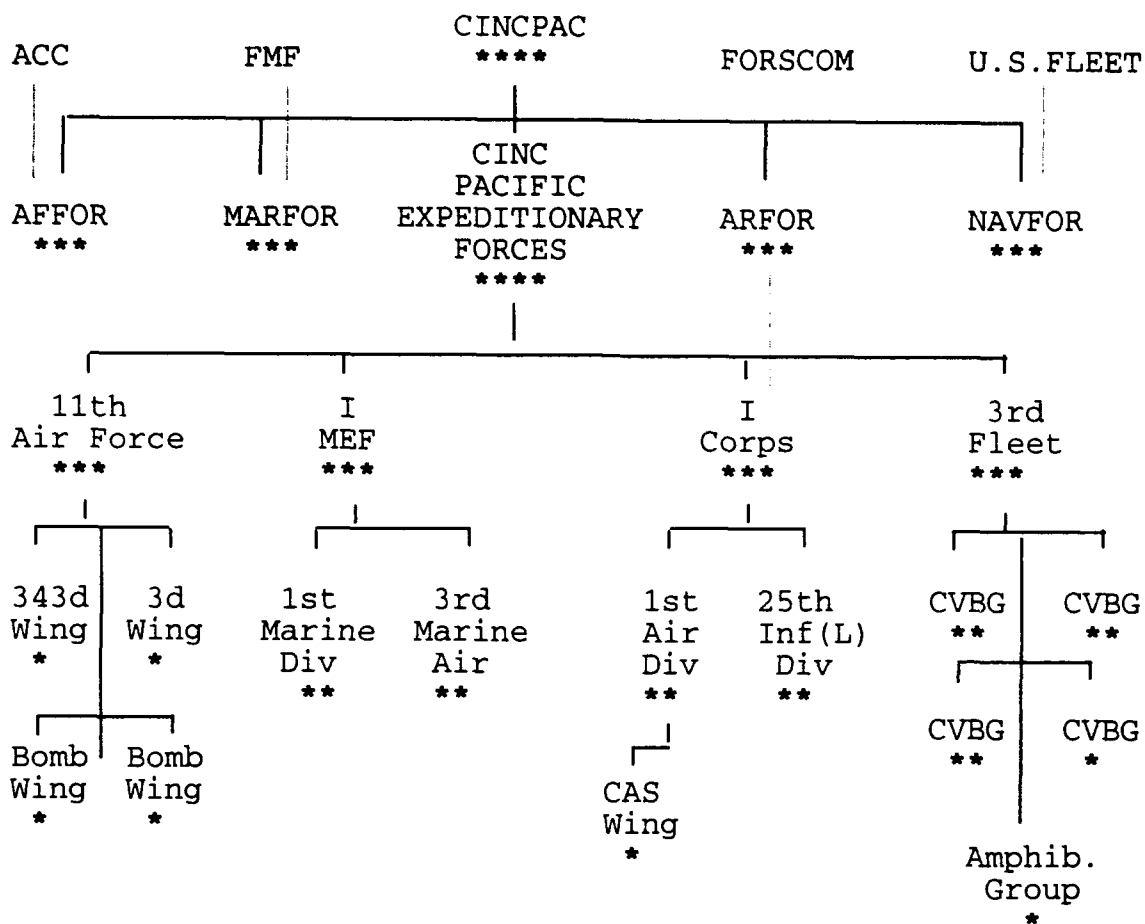 CINCPAC
****
ACC FMF FORSCOM U.S.FLEET
CINC
PACIFIC
EXPEDITIONARY
FORCES
****
AFFOR
***
MARFOR
***
ARFOR
***
NAVFOR
***
11th
Air Force
***
I
MEF
***
I
Corps
***
3rd
Fleet
***
343d
Wing
*
3d
Wing
*
Bomb
Wing
*
Bomb
Wing
*
1st
Marine
Div
**
3rd
Marine
Air
**
1st
Air
Div
**
25th
Inf(L)
Div
**
CAS
Wing
*
CVBG
**
CVBG
**
CVBG
**
CVBG
*
Amphib.
Group
*